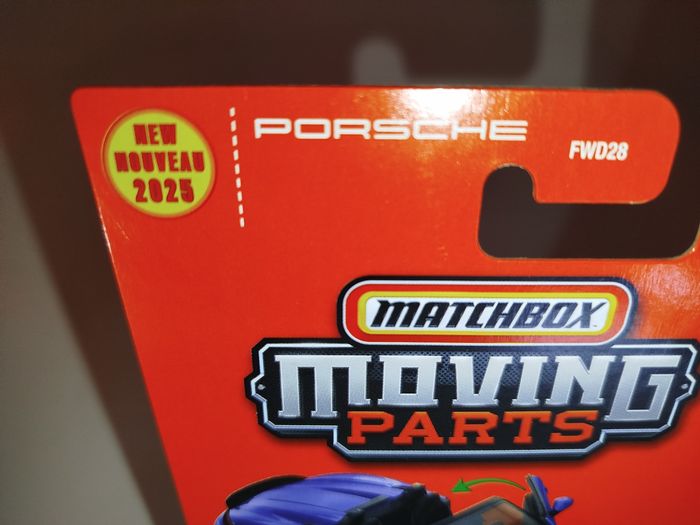 NEW
NOUVEAU
2025
PORSCHE
FWD28
MATCHBOX
MOVING
PARTS